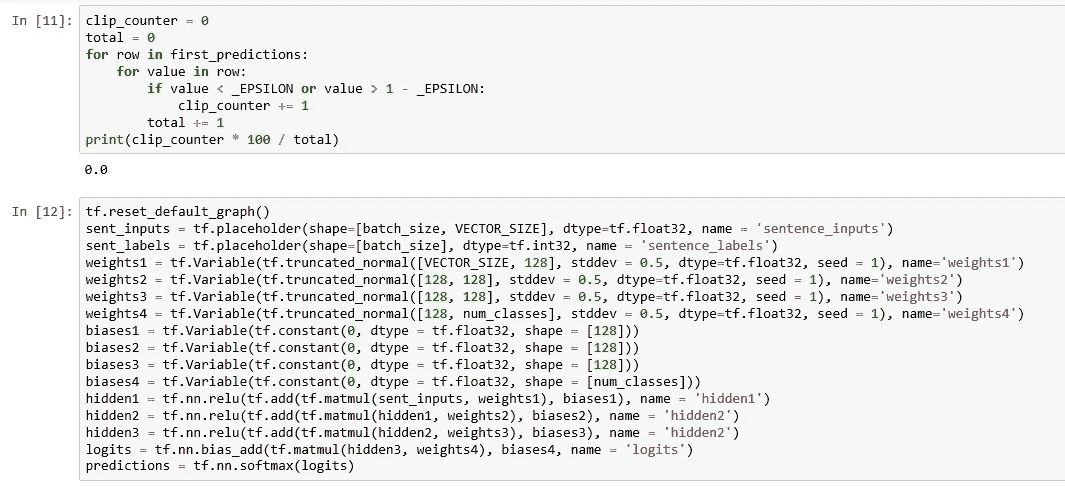 In [11]: clip_counter = 0
total = 0
for row in first_predictions:
    for value in row:
        if value < _EPSILON or value > 1 - _EPSILON:
            clip_counter += 1
        total += 1
print(clip_counter * 100 / total)
0.0
In [12]: tf.reset_default_graph()
sent_inputs = tf.placeholder(shape=[batch_size, VECTOR_SIZE], dtype=tf.float32, name = 'sentence_inputs')
sent_labels = tf.placeholder(shape=[batch_size], dtype=tf.int32, name = 'sentence_labels')
weights1 = tf.Variable(tf.truncated_normal([VECTOR_SIZE, 128], stddev = 0.5, dtype=tf.float32, seed = 1), name='weights1')
weights2 = tf.Variable(tf.truncated_normal([128, 128], stddev = 0.5, dtype=tf.float32, seed = 1), name='weights2')
weights3 = tf.Variable(tf.truncated_normal([128, 128], stddev = 0.5, dtype=tf.float32, seed = 1), name='weights3')
weights4 = tf.Variable(tf.truncated_normal([128, num_classes], stddev = 0.5, dtype=tf.float32, seed = 1), name='weights4')
biases1 = tf.Variable(tf.constant(0, dtype = tf.float32, shape = [128]))
biases2 = tf.Variable(tf.constant(0, dtype = tf.float32, shape = [128]))
biases3 = tf.Variable(tf.constant(0, dtype = tf.float32, shape = [128]))
biases4 = tf.Variable(tf.constant(0, dtype = tf.float32, shape = [num_classes]))
hidden1 = tf.nn.relu(tf.add(tf.matmul(sent_inputs, weights1), biases1), name = 'hidden1')
hidden2 = tf.nn.relu(tf.add(tf.matmul(hidden1, weights2), biases2), name = 'hidden2')
hidden3 = tf.nn.relu(tf.add(tf.matmul(hidden2, weights3), biases3), name = 'hidden2')
logits = tf.nn.bias_add(tf.matmul(hidden3, weights4), biases4, name = 'logits')
predictions = tf.nn.softmax(logits)